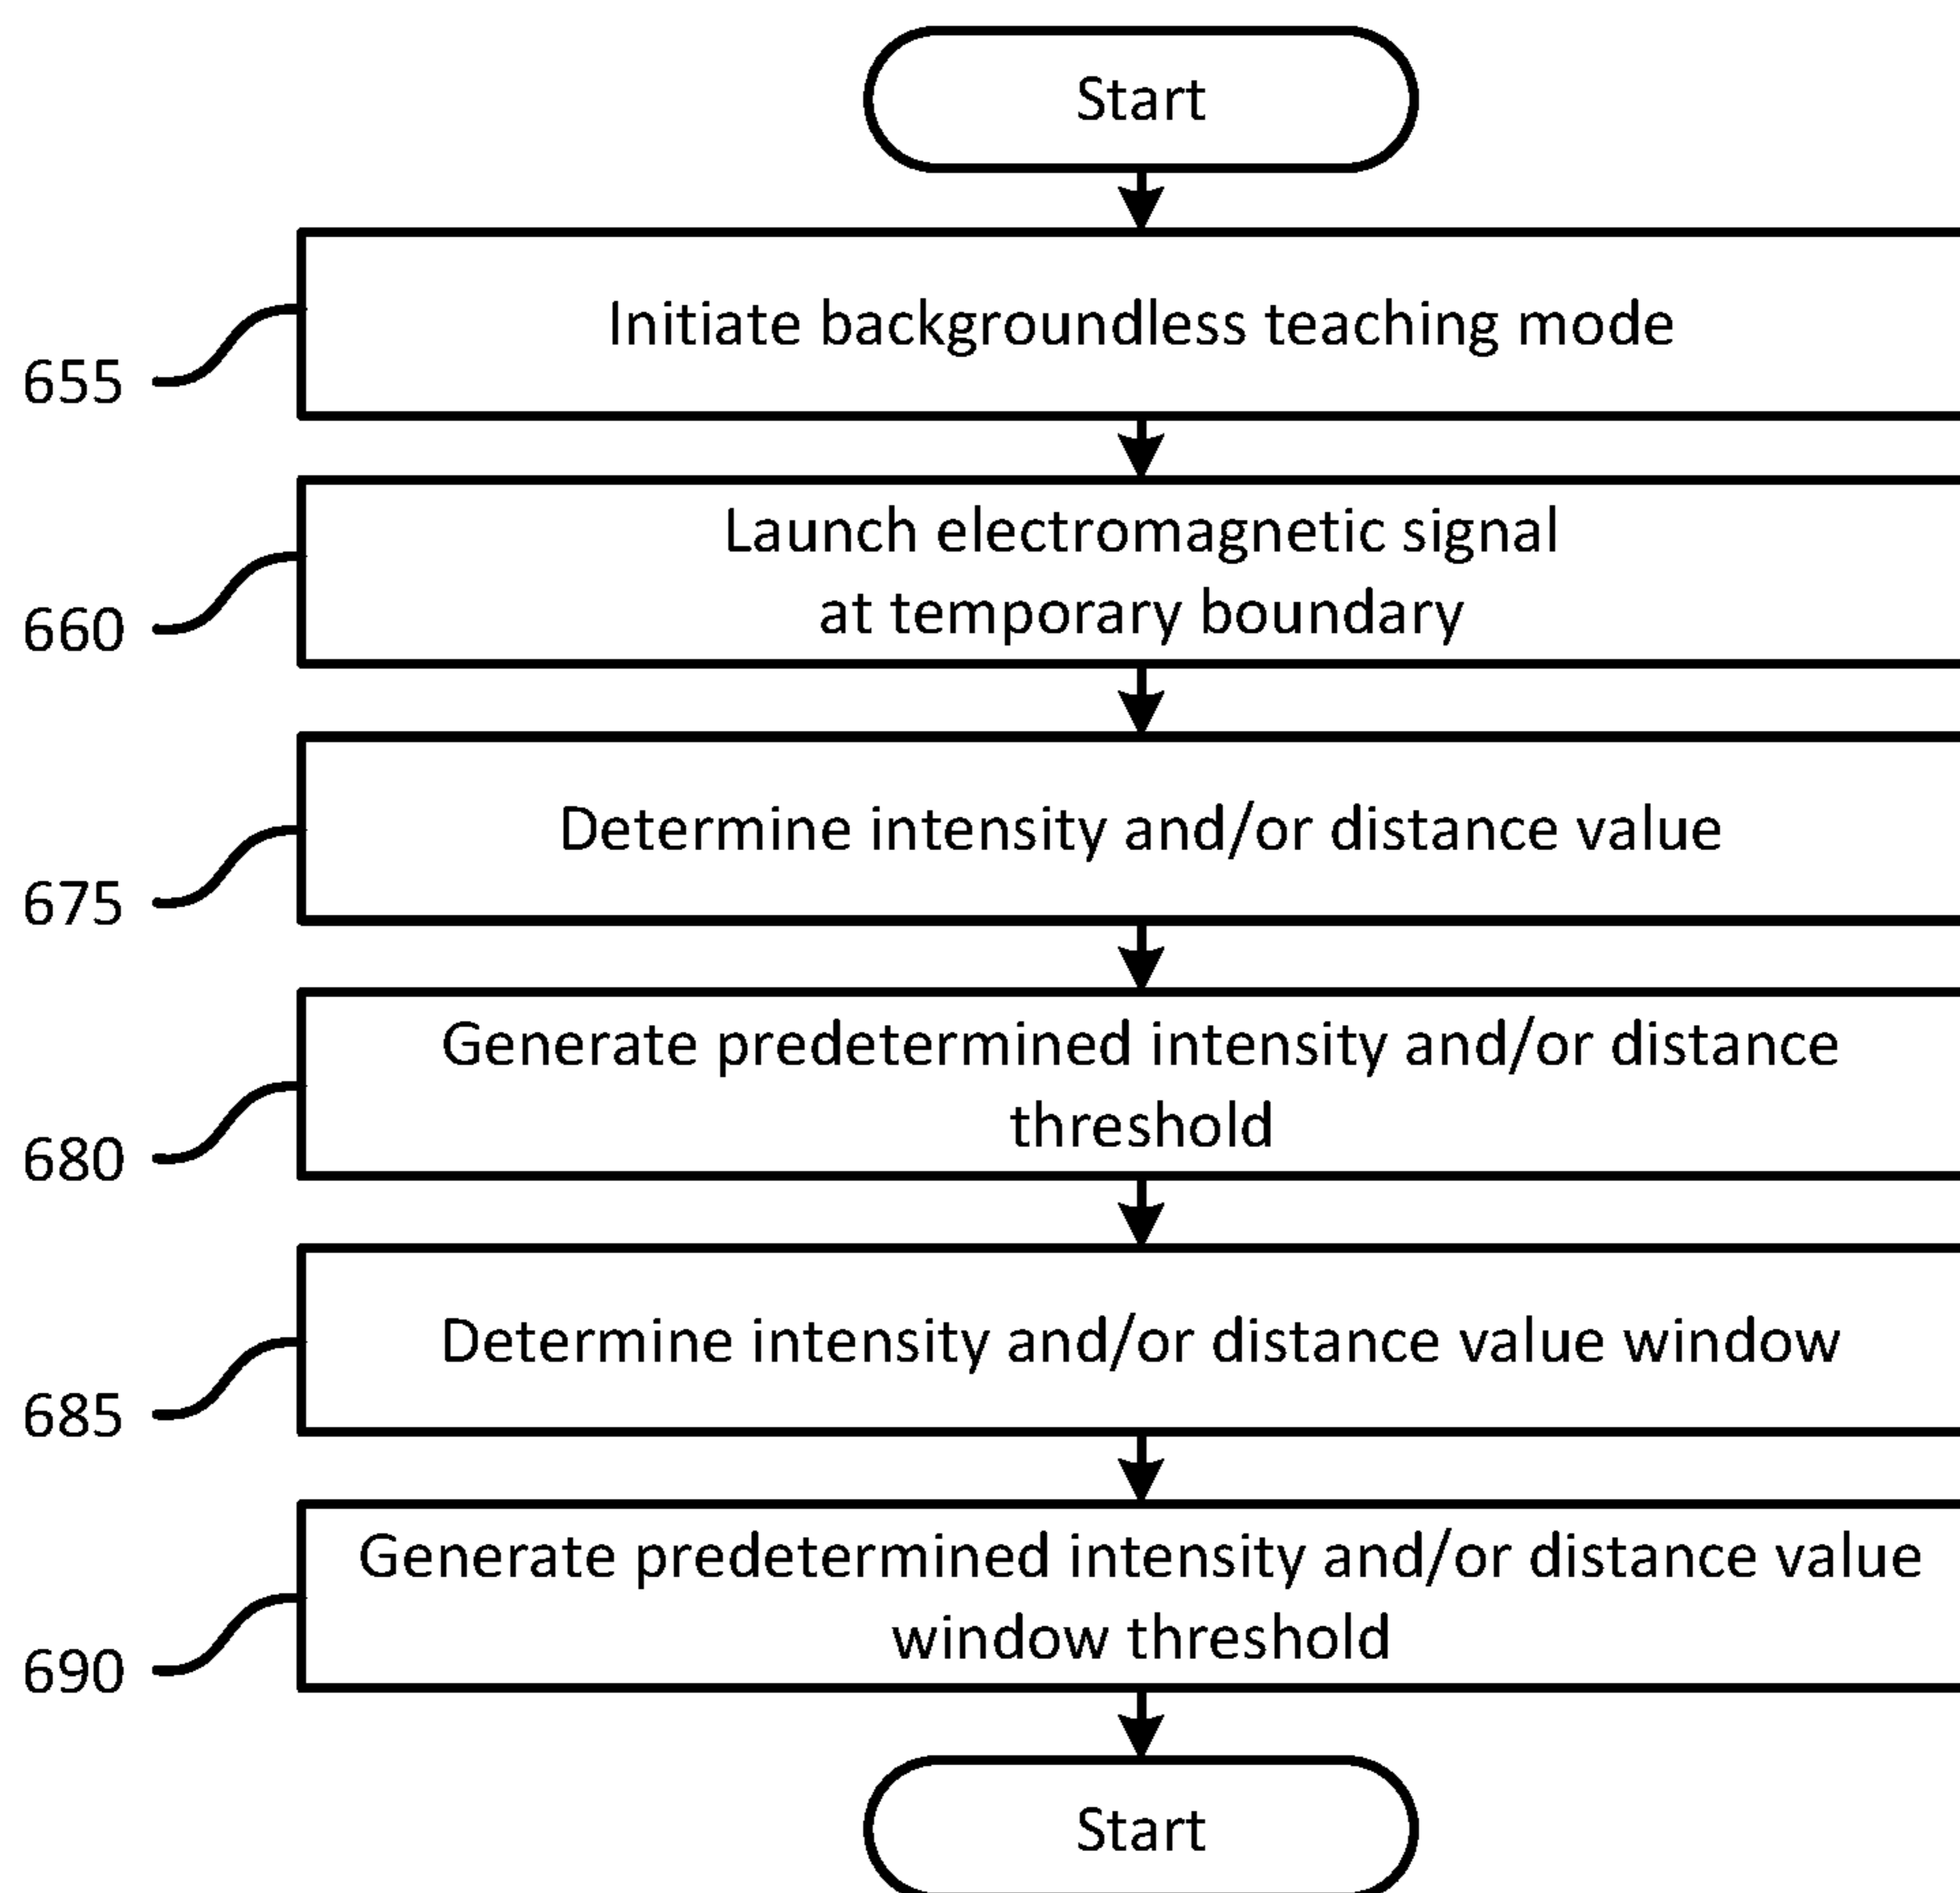 Start
Initiate backgroundless teaching mode
655
Launch electromagnetic signal
at temporary boundary
660
Determine intensity and/or distance value
675
Generate predetermined intensity and/or distance
threshold
680
Determine intensity and/or distance value window
685
Generate predetermined intensity and/or distance value
window threshold
690
Start